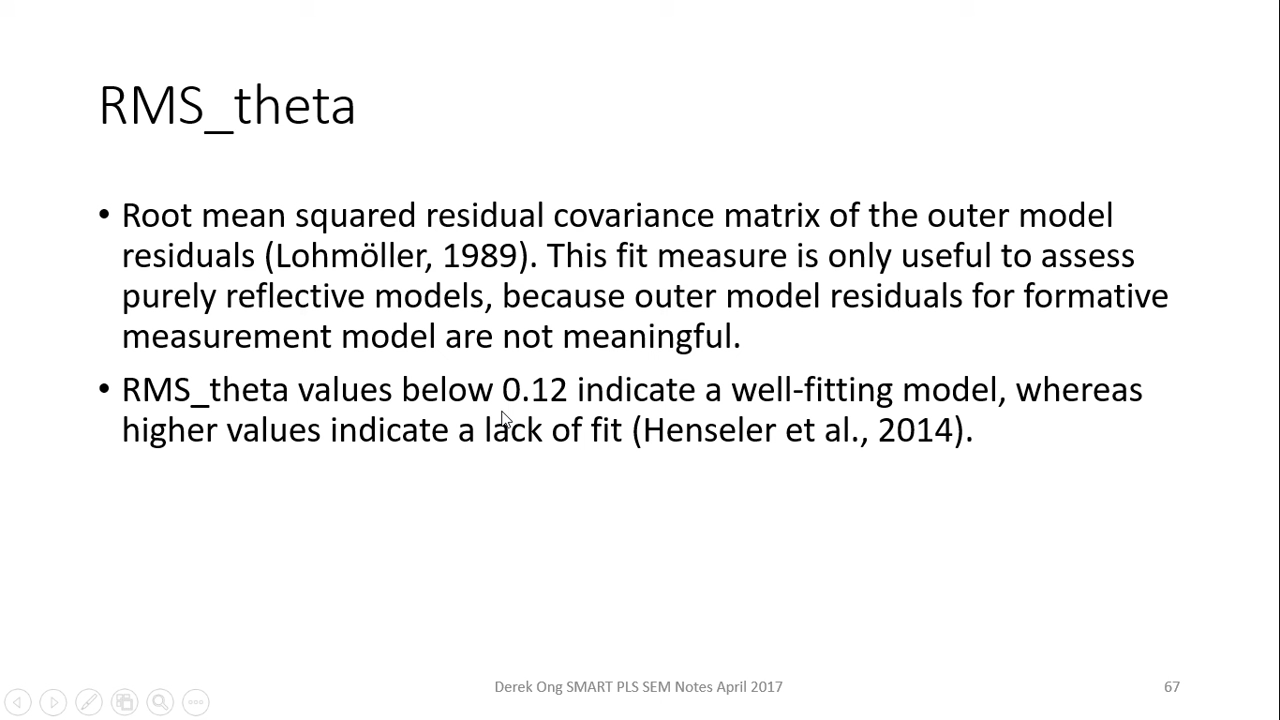 RMS_theta
• Root mean squared residual covariance matrix of the outer model
residuals (Lohmöller, 1989). This fit measure is only useful to assess
purely reflective models, because outer model residuals for formative
measurement model are not meaningful.
• RMS_theta values below 0.12 indicate a well-fitting model, whereas
higher values indicate a lack of fit (Henseler et al., 2014).
Derek Ong SMART PLS SEM Notes April 2017
67